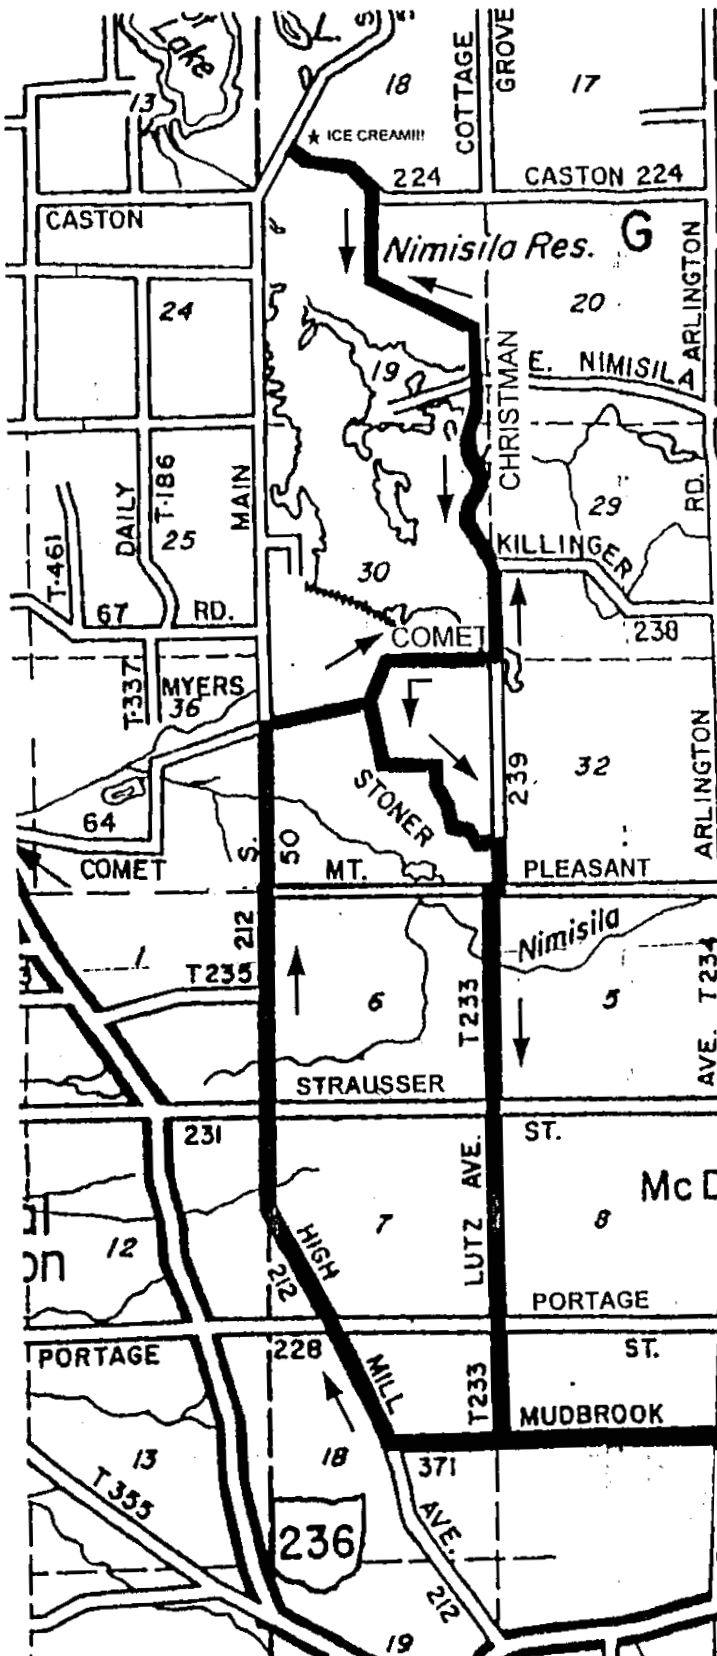 Lake
18
COTTAGE
GROVE
17
13
★ ICE CREAM!!!
224
CASTON 224
CASTON
G
Nimisila Res.
ARLINGTON
24
20
19
E. NIMISILA
CHRISTMAN
DAILY
T-186
MAIN
29
RD.
T-461
25
KILLINGER
30
67
RD.
238
COMET
T-337
MYERS
36
STONER
239
32
ARLINGTON
64
COMET
S.
50
MT.
PLEASANT
212
Nimisila
1
T235
6
T233
5
AVE. T234
3
STRAUSSER
231
ST.
LUTZ AVE.
Mc D
al
on
12
HIGH
212
7
8
PORTAGE
PORTAGE
228
ST.
MILL
T233
MUDBROOK
13
T355
18
371
236
AVE.
212
19